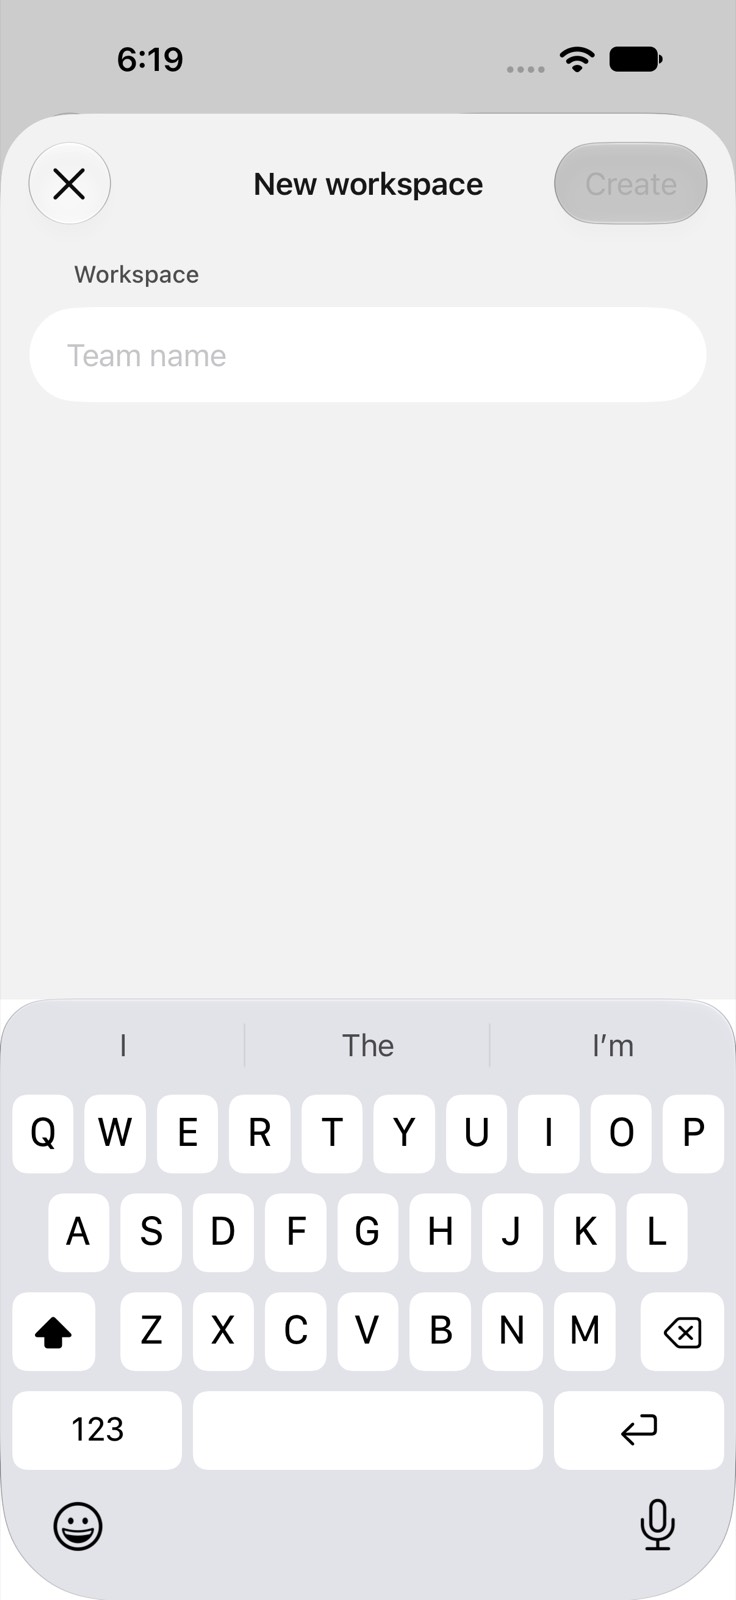 6:19
New workspace
Create
Workspace
Team name
I
The
I’m
Q W E R T Y U I O P
A S D F G H J K L
Z X C V B N M
123